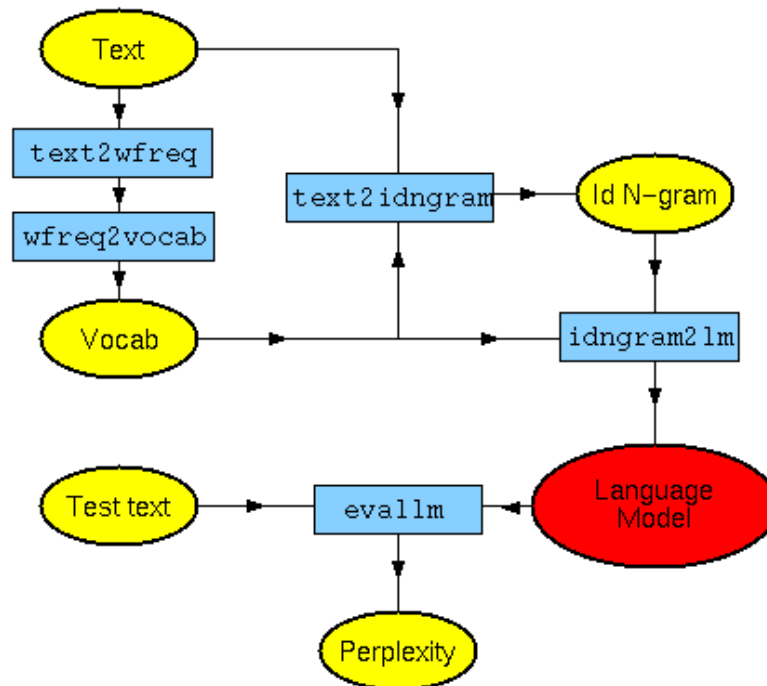 Text
text2wfreq
text2idngram
Id N-gram
wfreq2vocab
Vocab
idngram2lm
Test text
evallm
Language
Model
Perplexity